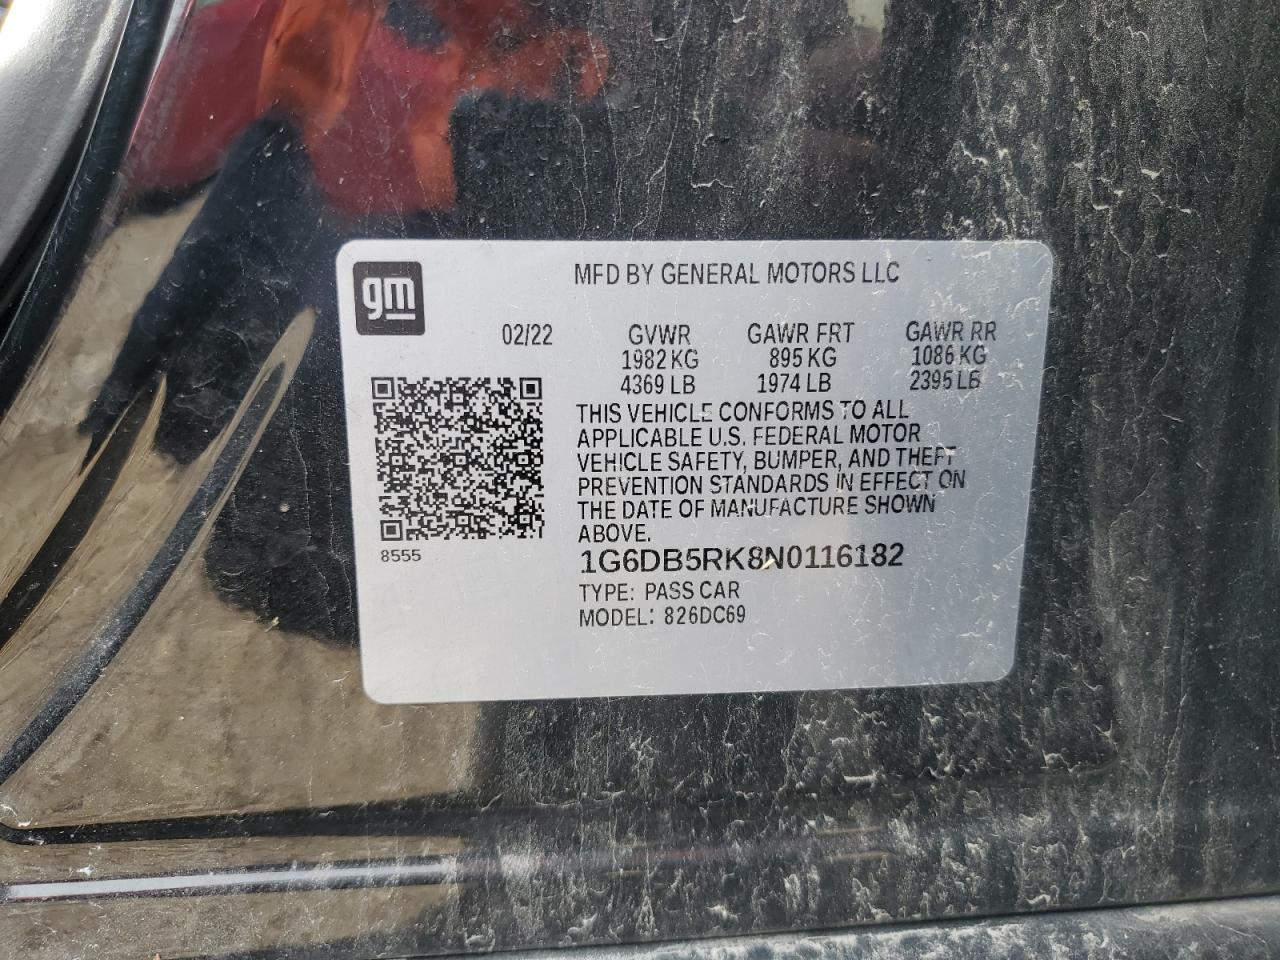 gm
MFD BY GENERAL MOTORS LLC
02/22 GVWR GAWR FRT GAWR RR
1982 KG 895 KG 1086 KG
4369 LB 1974 LB 2395 LB
THIS VEHICLE CONFORMS TO ALL
APPLICABLE U.S. FEDERAL MOTOR
VEHICLE SAFETY, BUMPER, AND THEFT
PREVENTION STANDARDS IN EFFECT ON
THE DATE OF MANUFACTURE SHOWN
ABOVE.
8555
1G6DB5RK8N0116182
TYPE: PASS CAR
MODEL: 826DC69